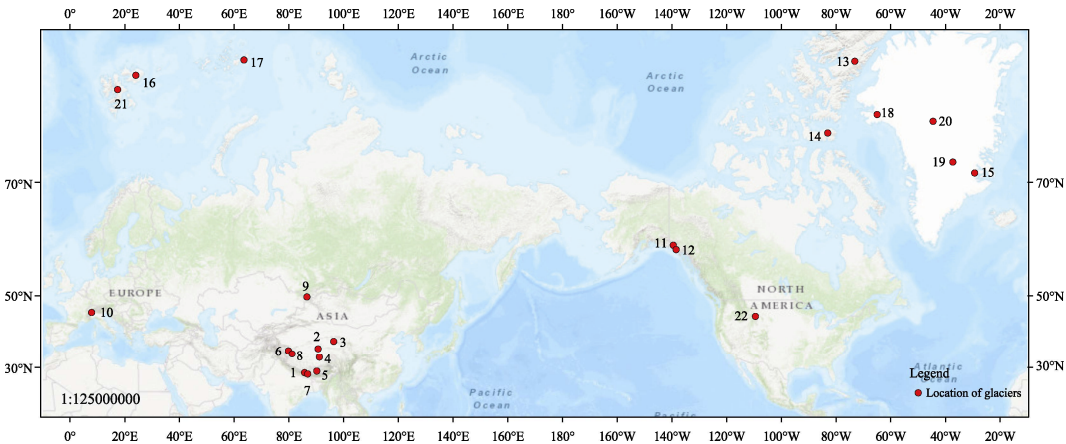 0° 20°E 40°E 60°E 80°E 100°E 120°E 140°E 160°E 160°W 140°W 120°W 100°W 80°W 60°W 40°W 20°W
Arctic
Ocean
Arctic
Ocean
13
17
16
21
18
20
14
19
15
70°N
70°N
11
12
9
EUROPE
NORTH
AMERICA
50°N
50°N
10
ASIA
22
2
3
6
8
4
1
5
7
30°N
30°N
Atlantic
Ocean
Legend
Location of glaciers
1:125000000
Pacific
Ocean
Pacific
0° 20°E 40°E 60°E 80°E 100°E 120°E 140°E 160°E 160°W 140°W 120°W 100°W 80°W 60°W 40°W 20°W